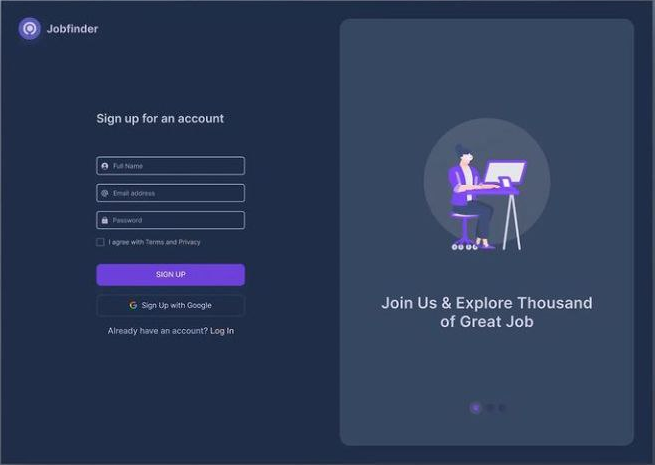 Jobfinder
Sign up for an account
Full Name
Email address
Password
I agree with Terms and Privacy
SIGN UP
Sign Up with Google
Already have an account? Log In
Join Us & Explore Thousand
of Great Job